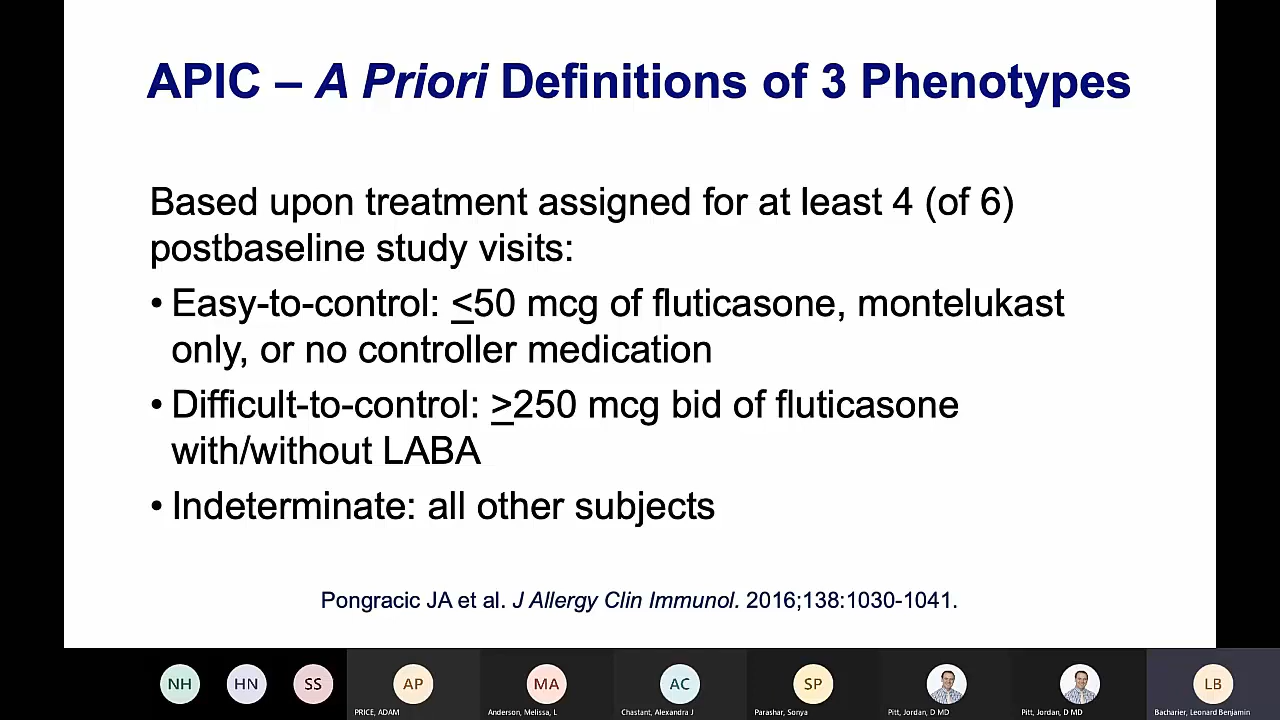 APIC – A Priori Definitions of 3 Phenotypes
Based upon treatment assigned for at least 4 (of 6)
postbaseline study visits:
• Easy-to-control: ≤50 mcg of fluticasone, montelukast
only, or no controller medication
• Difficult-to-control: ≥250 mcg bid of fluticasone
with/without LABA
• Indeterminate: all other subjects
Pongracic JA et al. J Allergy Clin Immunol. 2016;138:1030-1041.
NH HN SS AP MA AC SP LB
PRICE, ADAM Anderson, Melissa, L Chastant, Alexandra J Parashar, Sonya Pitt, Jordan, D MD Pitt, Jordan, D MD Bacharier, Leonard Benjamin